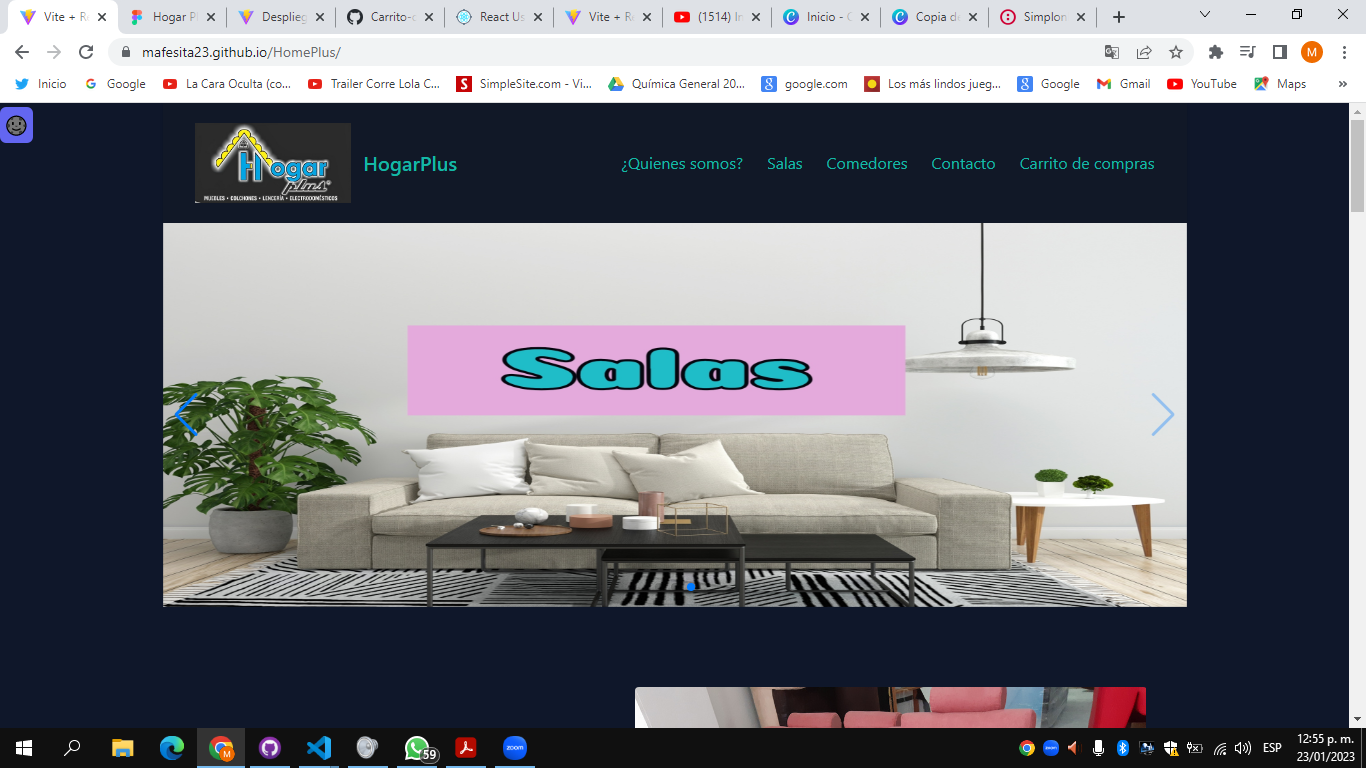 Vite + R
Hogar P
Desplieg
Carrito-c
React Us
Vite + R
(1514) In
Inicio - C
Copia de
Simplon
mafesita23.github.io/HomePlus/
M
Inicio
Google
La Cara Oculta (co...
Trailer Corre Lola C...
SimpleSite.com - Vi...
Química General 20...
google.com
Los más lindos jueg...
Google
Gmail
YouTube
Maps
»
Hogar
plus®
MUEBLES • COLCHONES • LENCERÍA • ELECTRODOMÉSTICOS
HogarPlus
¿Quienes somos?
Salas
Comedores
Contacto
Carrito de compras
Salas
59
zoom
ESP
12:55 p. m.
23/01/2023